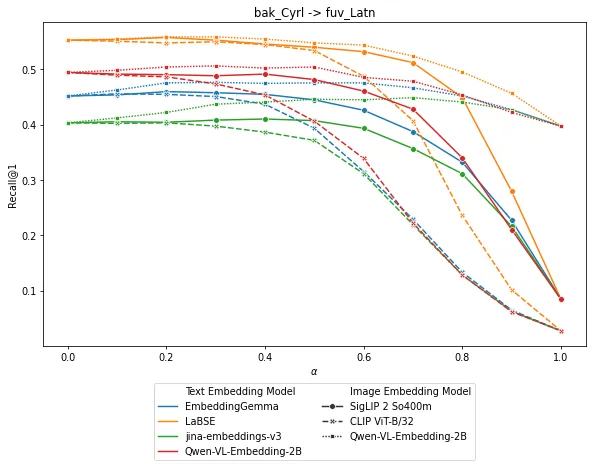 bak_Cyrl -> fuv_Latn
Recall@1
0.5
0.4
0.3
0.2
0.1
0.0 0.2 0.4 0.6 0.8 1.0
α
Text Embedding Model Image Embedding Model
EmbeddingGemma SigLIP 2 So400m
LaBSE CLIP ViT-B/32
jina-embeddings-v3 Qwen-VL-Embedding-2B
Qwen-VL-Embedding-2B